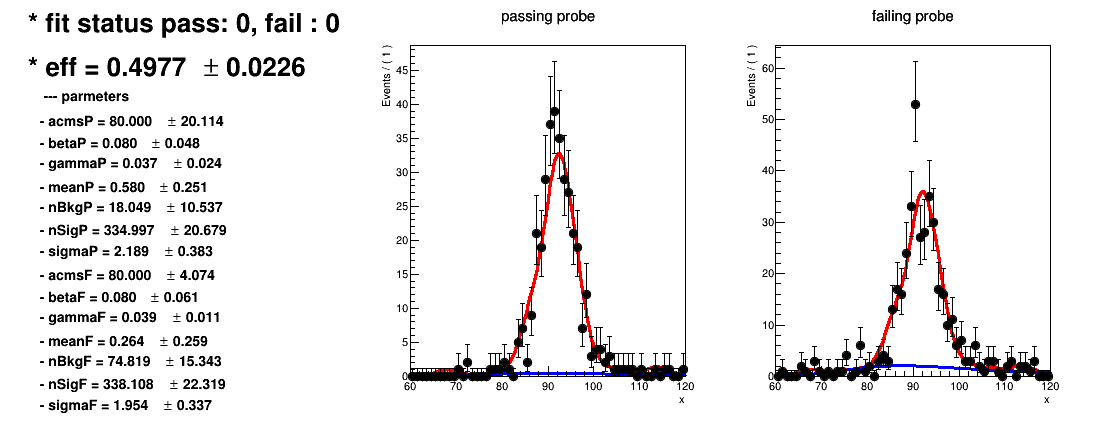 * fit status pass: 0, fail : 0
* eff = 0.4977 ± 0.0226
--- parmeters
- acmsP = 80.000 ± 20.114
- betaP = 0.080 ± 0.048
- gammaP = 0.037 ± 0.024
- meanP = 0.580 ± 0.251
- nBkgP = 18.049 ± 10.537
- nSigP = 334.997 ± 20.679
- sigmaP = 2.189 ± 0.383
- acmsF = 80.000 ± 4.074
- betaF = 0.080 ± 0.061
- gammaF = 0.039 ± 0.011
- meanF = 0.264 ± 0.259
- nBkgF = 74.819 ± 15.343
- nSigF = 338.108 ± 22.319
- sigmaF = 1.954 ± 0.337
passing probe
Events / ( 1 )
45
40
35
30
25
20
15
10
5
0
60 70 80 90 100 110 120
x
failing probe
Events / ( 1 )
60
50
40
30
20
10
0
60 70 80 90 100 110 120
x